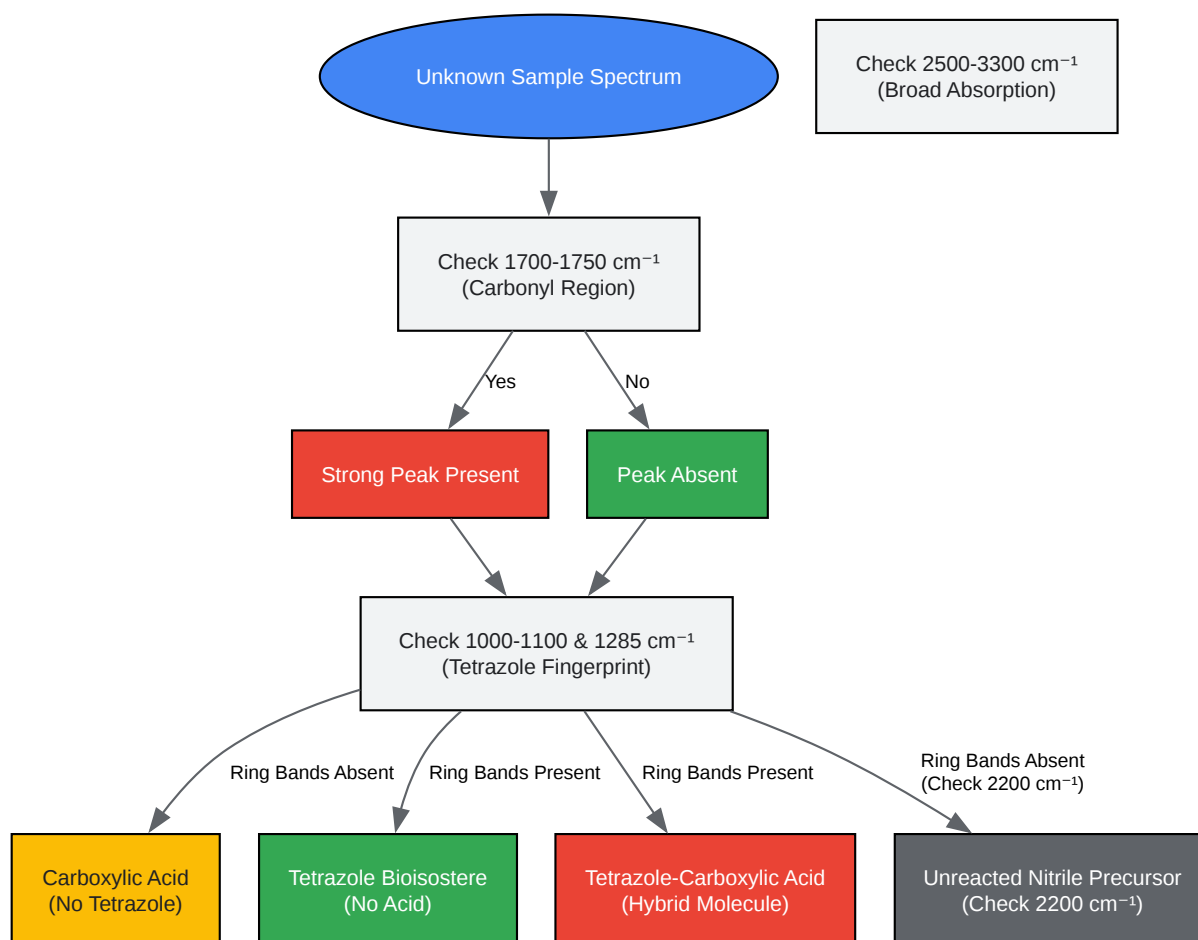 Unknown Sample Spectrum
Check 2500-3300 cm⁻¹
(Broad Absorption)
Check 1700-1750 cm⁻¹
(Carbonyl Region)
Yes
No
Strong Peak Present
Peak Absent
Check 1000-1100 & 1285 cm⁻¹
(Tetrazole Fingerprint)
Ring Bands Absent
Ring Bands Present
Ring Bands Present
Ring Bands Absent
(Check 2200 cm⁻¹)
Carboxylic Acid
(No Tetrazole)
Tetrazole Bioisostere
(No Acid)
Tetrazole-Carboxylic Acid
(Hybrid Molecule)
Unreacted Nitrile Precursor
(Check 2200 cm⁻¹)